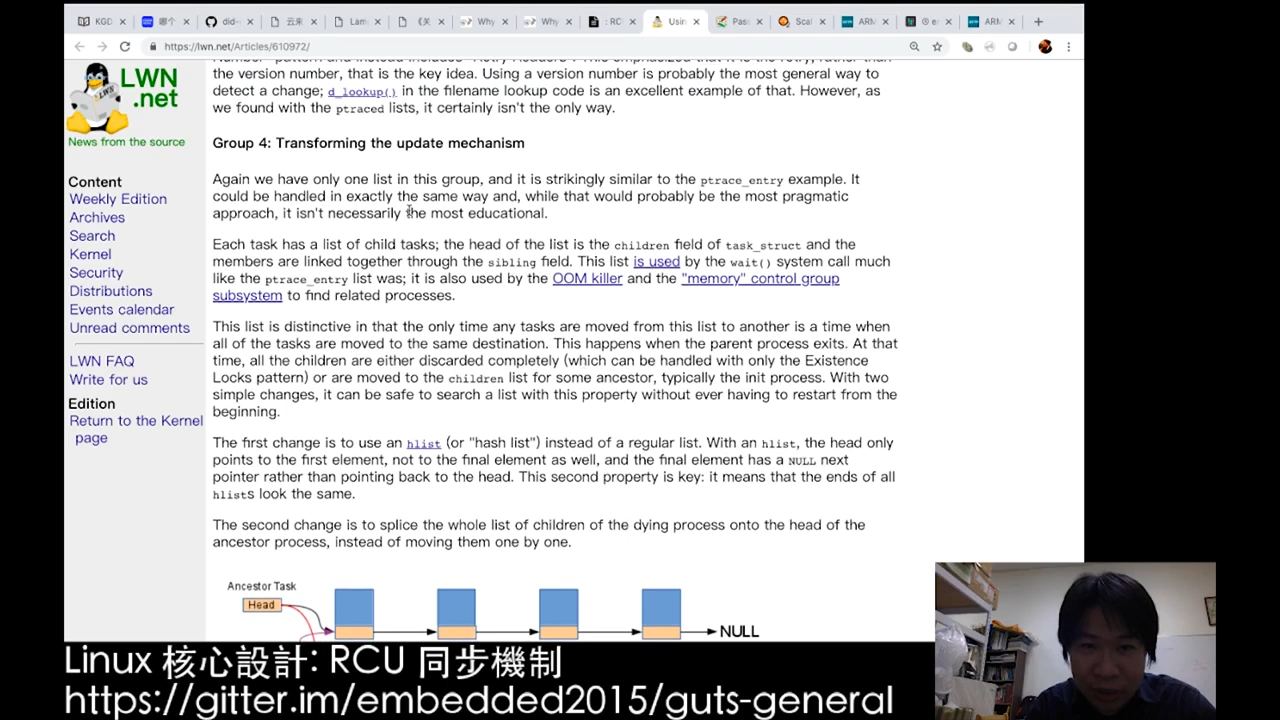 KGD
哪个
did-
云来
Lam
《关
Why
Why
: RC
Usin
Pas
Scal
ARM
ARM
https://lwn.net/Articles/610972/
LWN
.net
News from the source
Content
Weekly Edition
Archives
Search
Kernel
Security
Distributions
Events calendar
Unread comments
LWN FAQ
Write for us
Edition
Return to the Kernel
page
the version number, that is the key idea. Using a version number is probably the most general way to
detect a change; d_lookup() in the filename lookup code is an excellent example of that. However, as
we found with the ptraced lists, it certainly isn't the only way.
Group 4: Transforming the update mechanism
Again we have only one list in this group, and it is strikingly similar to the ptrace_entry example. It
could be handled in exactly the same way and, while that would probably be the most pragmatic
approach, it isn't necessarily the most educational.
Each task has a list of child tasks; the head of the list is the children field of task_struct and the
members are linked together through the sibling field. This list is used by the wait() system call much
like the ptrace_entry list was; it is also used by the OOM killer and the "memory" control group
subsystem to find related processes.
This list is distinctive in that the only time any tasks are moved from this list to another is a time when
all of the tasks are moved to the same destination. This happens when the parent process exits. At that
time, all the children are either discarded completely (which can be handled with only the Existence
Locks pattern) or are moved to the children list for some ancestor, typically the init process. With two
simple changes, it can be safe to search a list with this property without ever having to restart from the
beginning.
The first change is to use an hlist (or "hash list") instead of a regular list. With an hlist, the head only
points to the first element, not to the final element as well, and the final element has a NULL next
pointer rather than pointing back to the head. This second property is key: it means that the ends of all
hlists look the same.
The second change is to splice the whole list of children of the dying process onto the head of the
ancestor process, instead of moving them one by one.
Ancestor Task
Head
NULL
Linux 核心設計: RCU 同步機制
https://gitter.im/embedded2015/guts-general